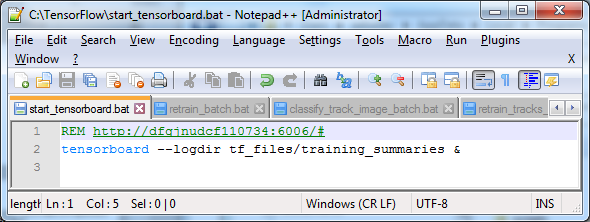 C:\TensorFlow\start_tensorboard.bat - Notepad++ [Administrator]
File Edit Search View Encoding Language Settings Tools Macro Run Plugins
Window ? X
start_tensorboard.bat retrain_batch.bat classify_track_image_batch.bat retrain_tracks_
1 REM http://dfqjnudcf110734:6006/#
2 tensorboard --logdir tf_files/training_summaries &
3
length Ln : 1 Col : 5 Sel : 0 | 0 Windows (CR LF) UTF-8 INS